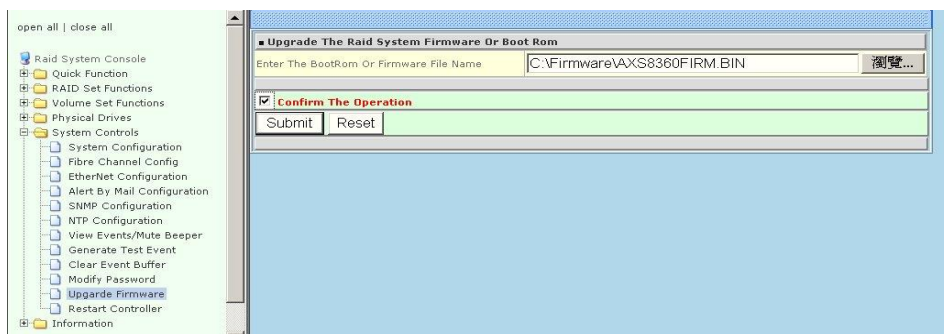 open all | close all
Raid System Console
Quick Function
RAID Set Functions
Volume Set Functions
Physical Drives
System Controls
System Configuration
Fibre Channel Config
EtherNet Configuration
Alert By Mail Configuration
SNMP Configuration
NTP Configuration
View Events/Mute Beeper
Generate Test Event
Clear Event Buffer
Modify Password
Upgarde Firmware
Restart Controller
Information
Upgrade The Raid System Firmware Or Boot Rom
Enter The BootRom Or Firmware File Name C:\Firmware\AXS8360FIRM.BIN 瀏覽...
Confirm The Operation
Submit Reset